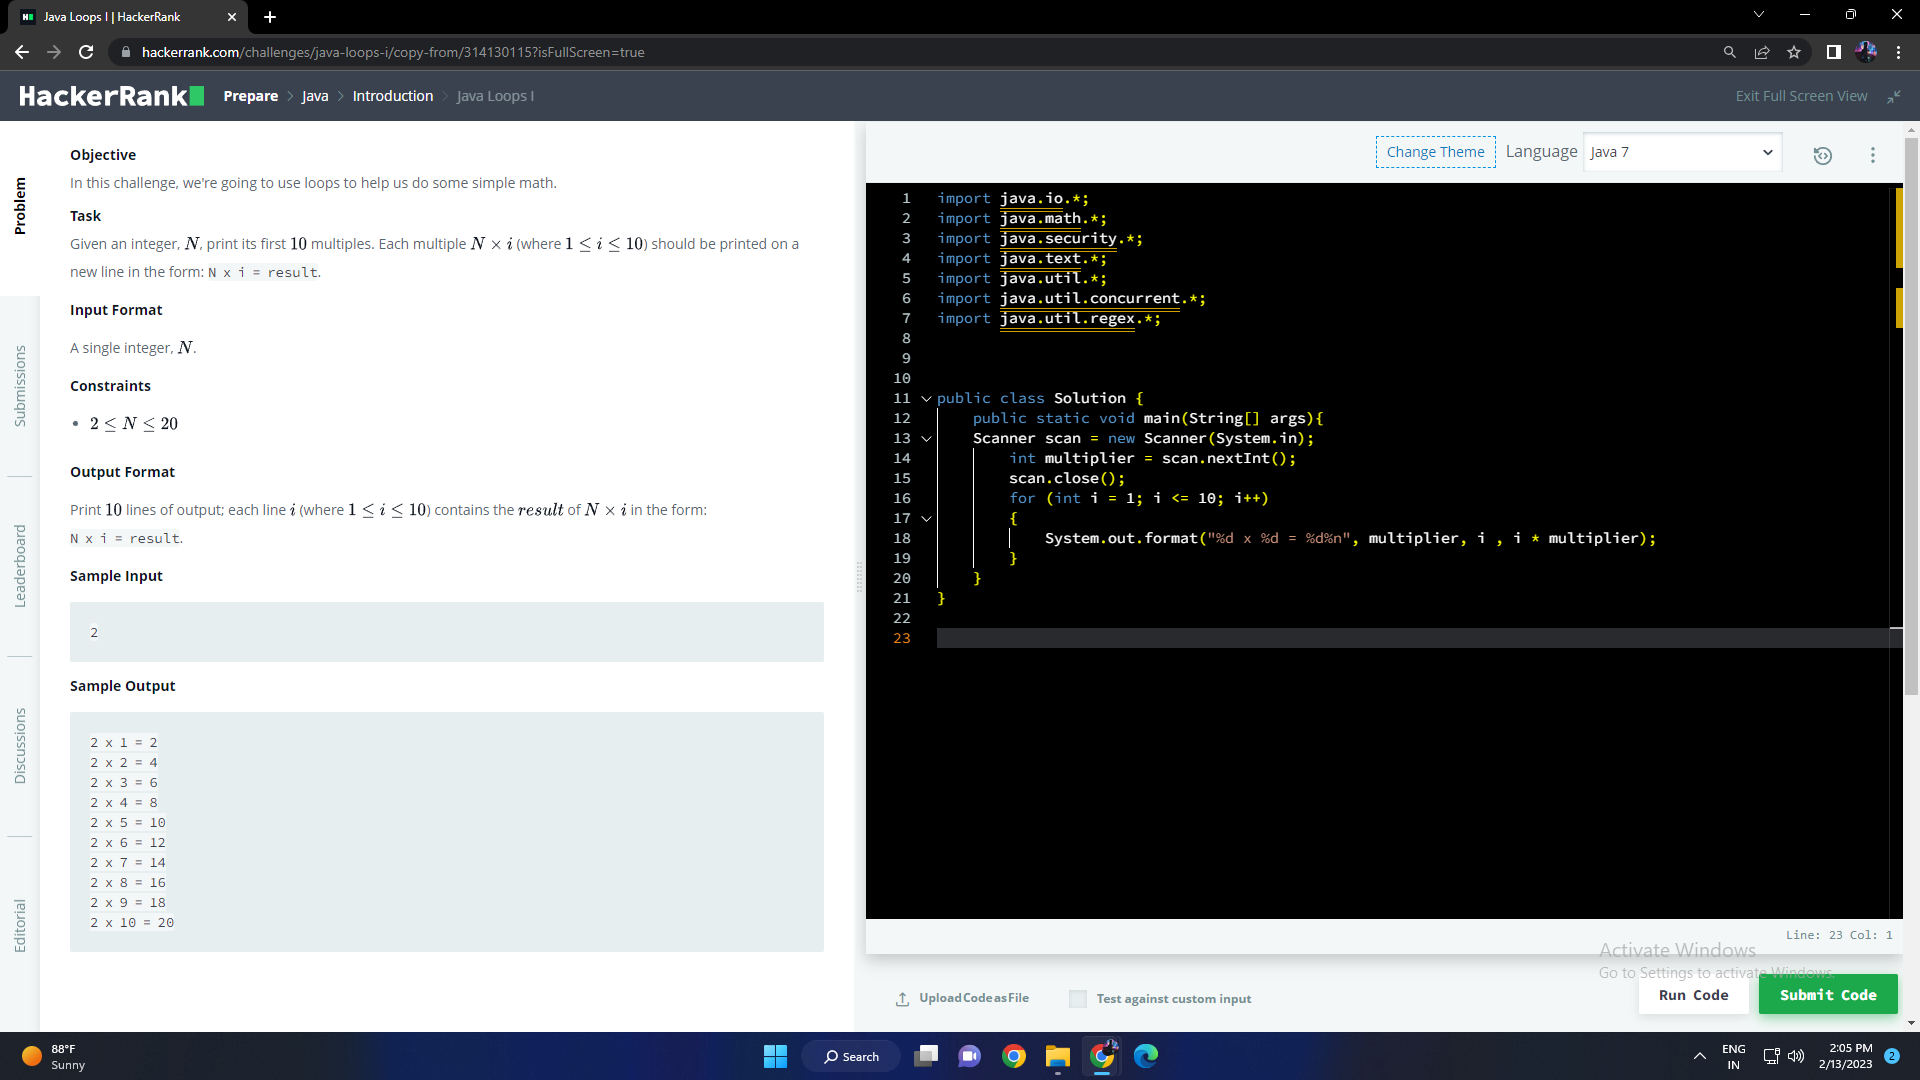 Java Loops I | HackerRank
hackerrank.com/challenges/java-loops-i/copy-from/314130115?isFullScreen=true
HackerRank
Prepare > Java > Introduction > Java Loops I
Exit Full Screen View
Problem
Submissions
Leaderboard
Discussions
Editorial
Objective
In this challenge, we're going to use loops to help us do some simple math.
Task
Given an integer, N, print its first 10 multiples. Each multiple N × i (where 1 ≤ i ≤ 10) should be printed on a
new line in the form: N x i = result.
Input Format
A single integer, N.
Constraints
• 2 ≤ N ≤ 20
Output Format
Print 10 lines of output; each line i (where 1 ≤ i ≤ 10) contains the result of N × i in the form:
N x i = result.
Sample Input
2
Sample Output
2 x 1 = 2
2 x 2 = 4
2 x 3 = 6
2 x 4 = 8
2 x 5 = 10
2 x 6 = 12
2 x 7 = 14
2 x 8 = 16
2 x 9 = 18
2 x 10 = 20
Change Theme Language Java 7
1 import java.io.*;
2 import java.math.*;
3 import java.security.*;
4 import java.text.*;
5 import java.util.*;
6 import java.util.concurrent.*;
7 import java.util.regex.*;
8
9
10
11 public class Solution {
12 public static void main(String[] args){
13 Scanner scan = new Scanner(System.in);
14 int multiplier = scan.nextInt();
15 scan.close();
16 for (int i = 1; i <= 10; i++)
17 {
18 System.out.format("%d x %d = %d%n", multiplier, i , i * multiplier);
19 }
20 }
21 }
22
23
Line: 23 Col: 1
Activate Windows
Go to Settings to activate Windows.
Upload Code as File
Test against custom input
Run Code
Submit Code
88°F
Sunny
Search
ENG
IN
2:05 PM
2/13/2023
2